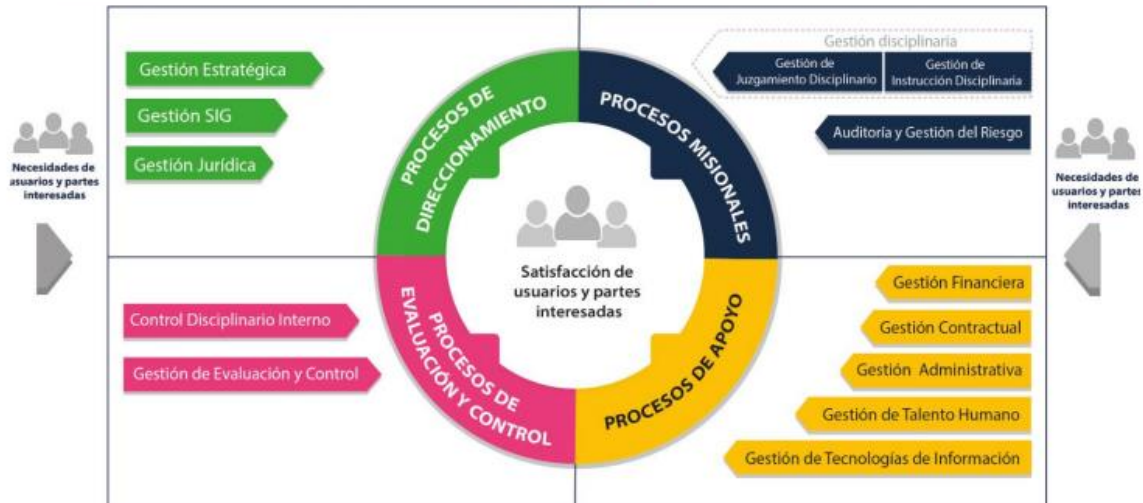 Necesidades de
usuarios y partes
interesadas
Gestión Estratégica
Gestión SIG
Gestión Jurídica
PROCESOS DE
DIRECCIONAMIENTO
PROCESOS MISIONALES
Gestión disciplinaria
Gestión de
Juzgamiento Disciplinario
Gestión de
Instrucción Disciplinaria
Auditoría y Gestión del Riesgo
Necesidades de
usuarios y partes
interesadas
Satisfacción de
usuarios y partes
interesadas
Control Disciplinario Interno
Gestión de Evaluación y Control
PROCESOS DE
EVALUACIÓN Y CONTROL
PROCESOS DE APOYO
Gestión Financiera
Gestión Contractual
Gestión Administrativa
Gestión de Talento Humano
Gestión de Tecnologías de Información